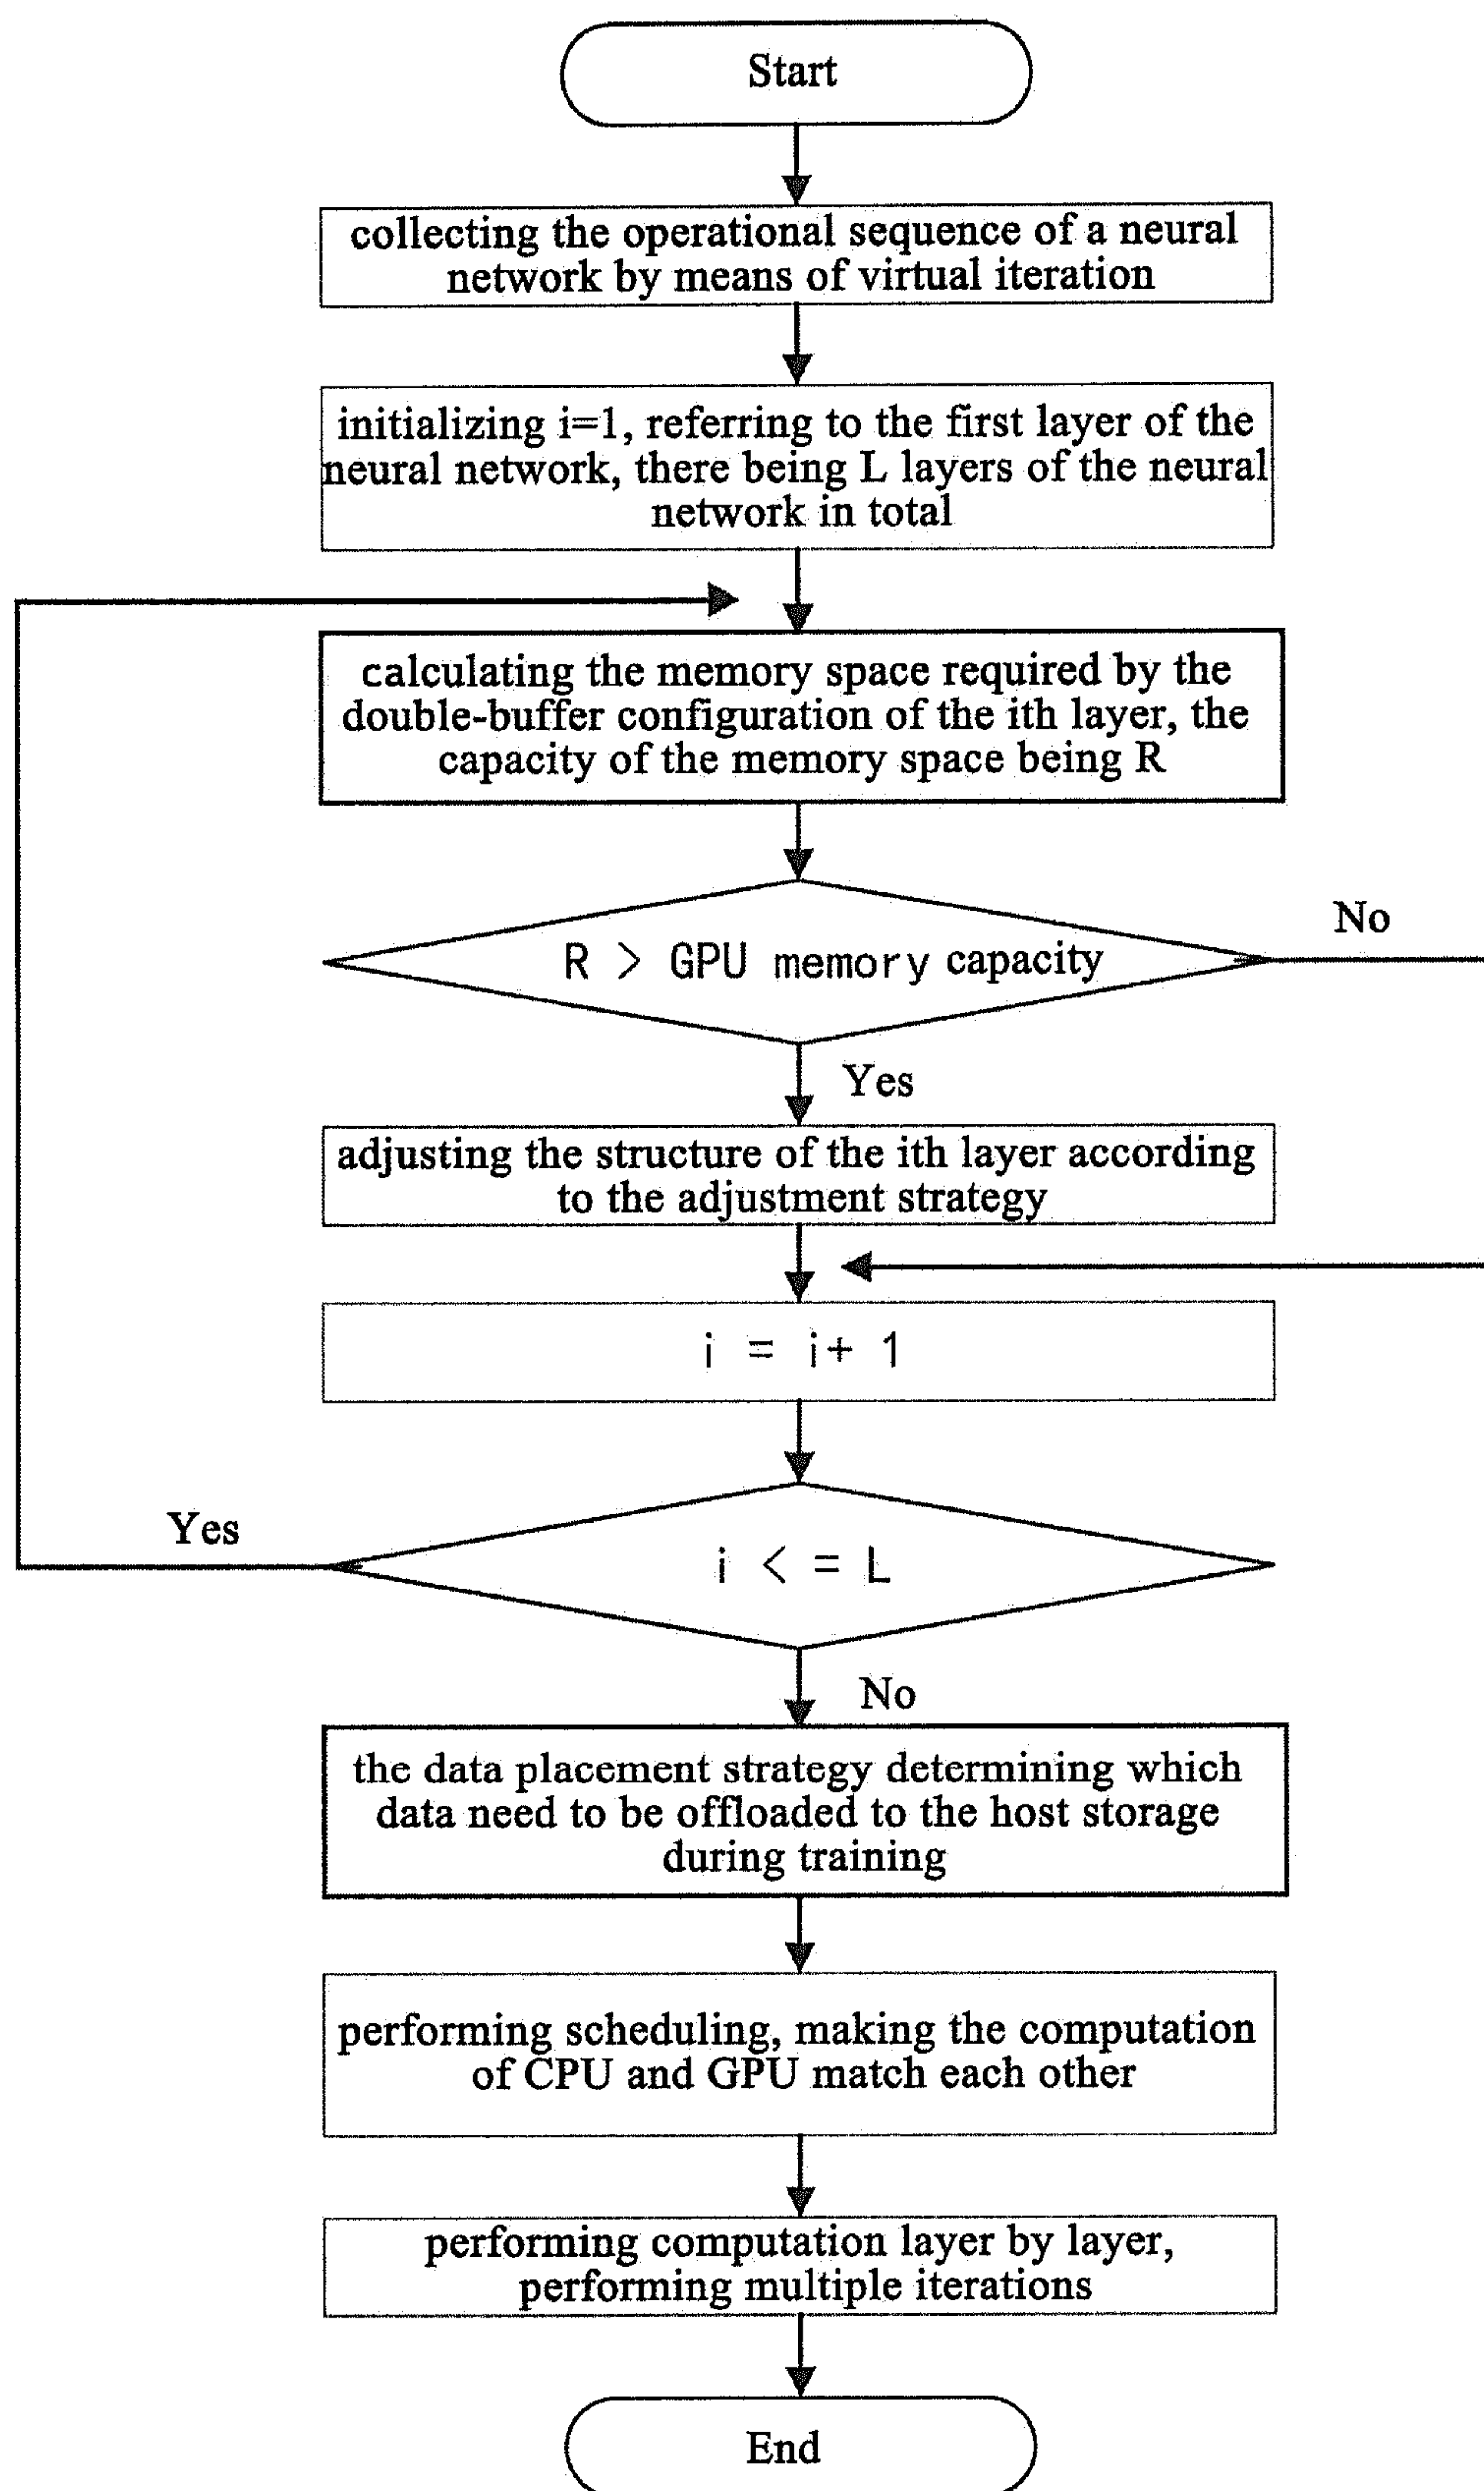 Start
collecting the operational sequence of a neural
network by means of virtual iteration
initializing i=1, referring to the first layer of the
neural network, there being L layers of the neural
network in total
calculating the memory space required by the
double-buffer configuration of the ith layer, the
capacity of the memory space being R
R > GPU memory capacity
No
Yes
adjusting the structure of the ith layer according
to the adjustment strategy
i = i+ 1
Yes
i < = L
No
the data placement strategy determining which
data need to be offloaded to the host storage
during training
performing scheduling, making the computation
of CPU and GPU match each other
performing computation layer by layer,
performing multiple iterations
End